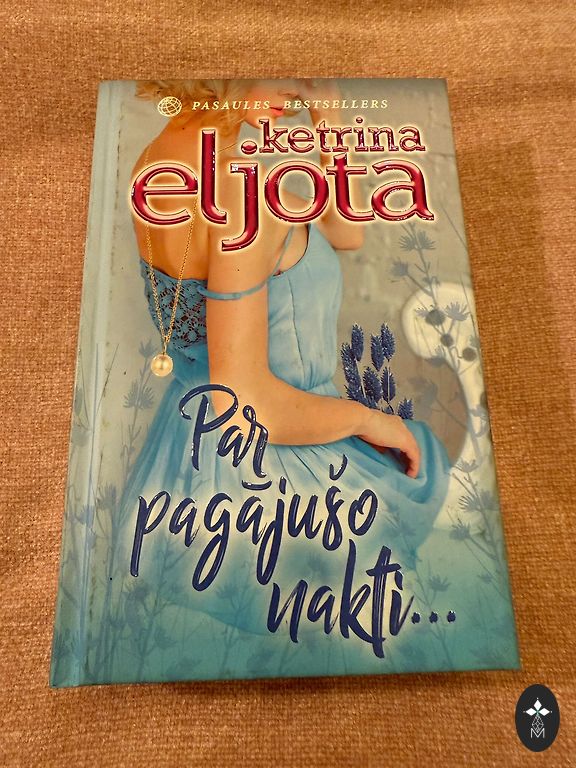 PASAULES BESTSELLERS
ketrina
eljota
Par
pagājušo
nakti...
M